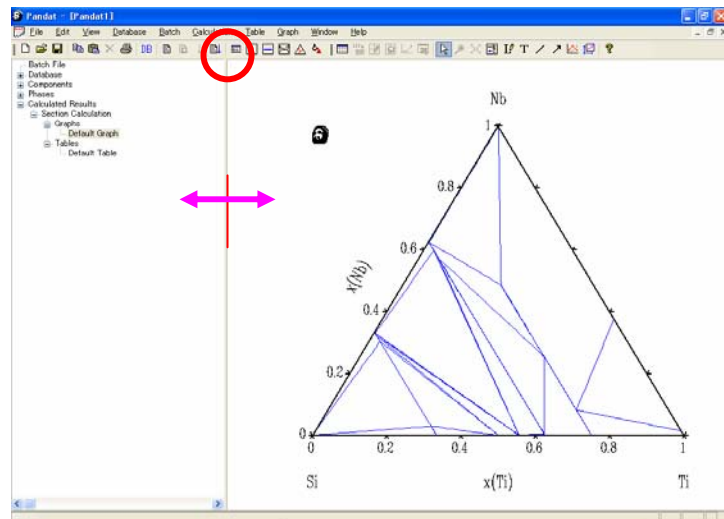 Pandat - [Pandat1]
File Edit View Database Batch Calculate Table Graph Window Help
DB T ?
Batch File
Database
Components
Phases
Calculated Results
Section Calculation
Graphs
Default Graph
Tables
Default Table
Nb
1
0.8
0.6
x(Nb)
0.4
0.2
0
0 0.2 0.4 0.6 0.8 1
Si x(Ti) Ti